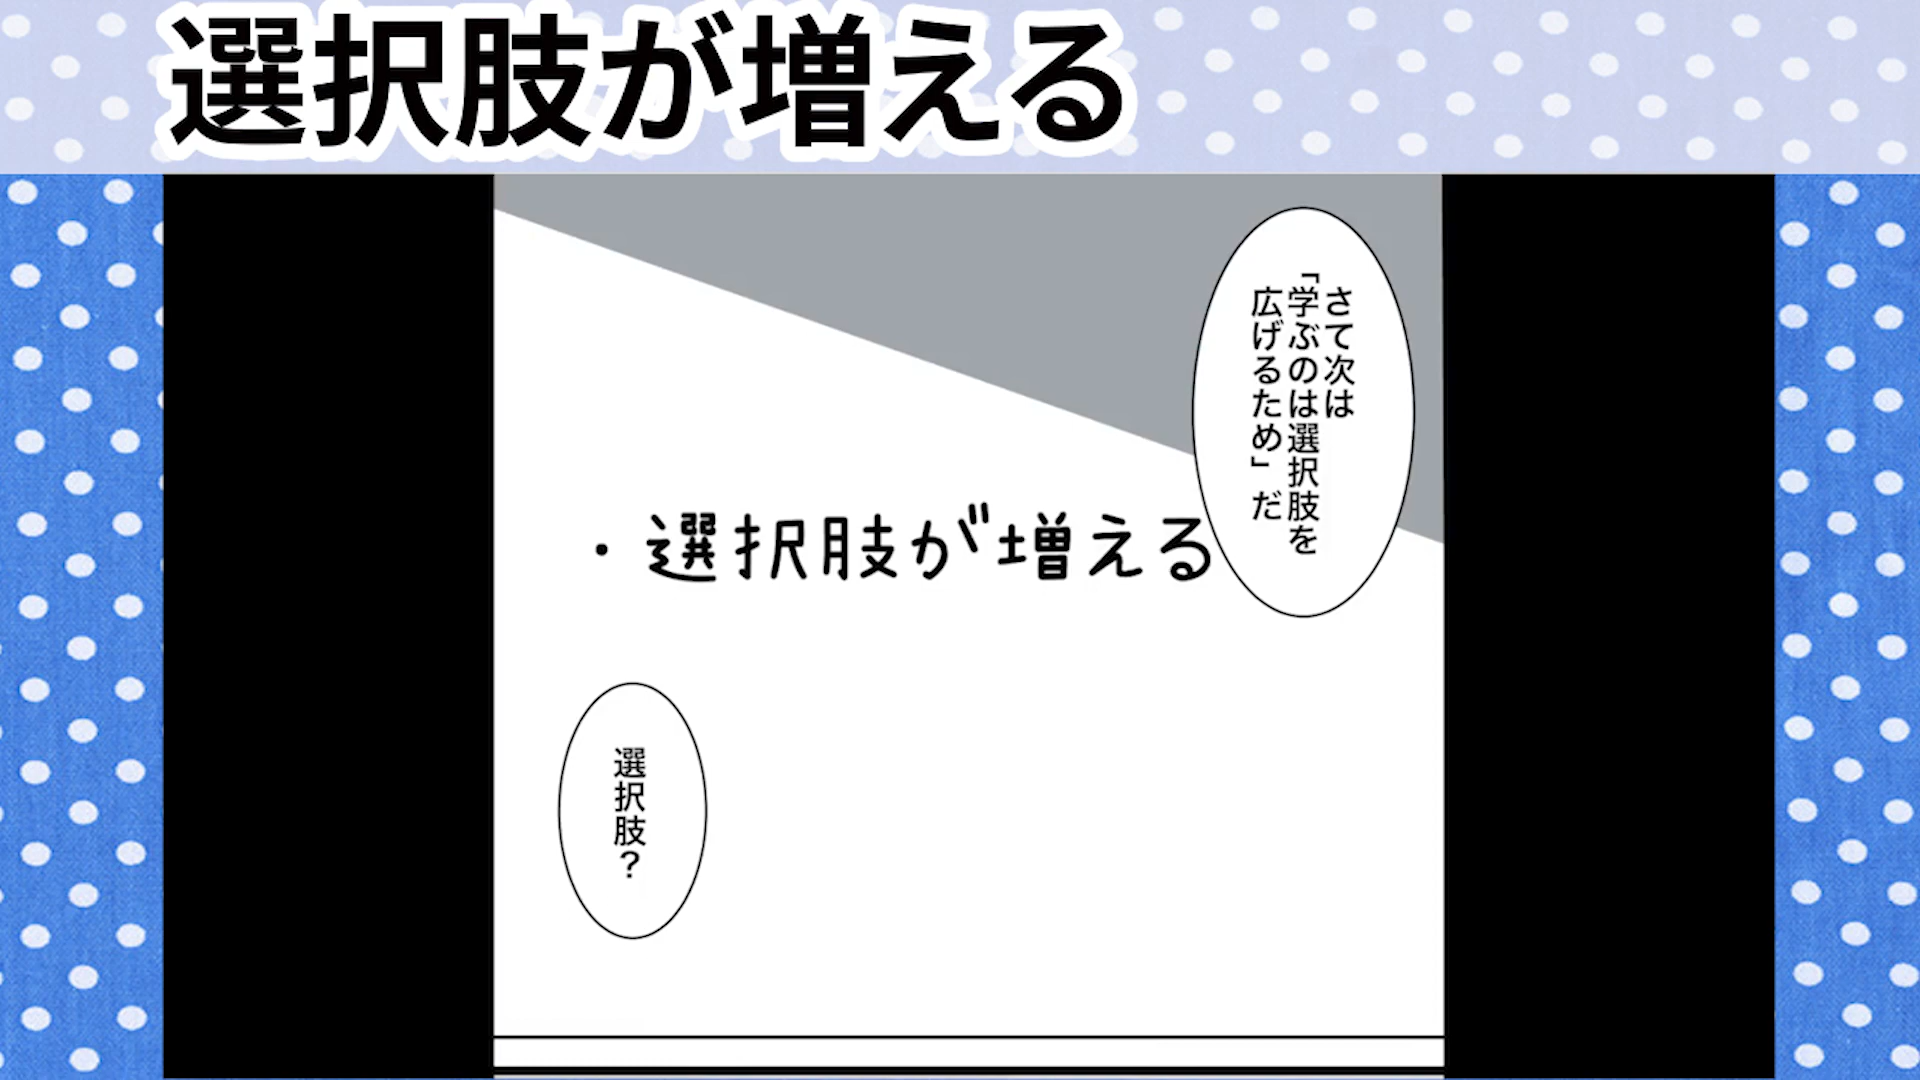 選択肢が増える
さて次は
「学ぶのは選択肢を
広げるため」だ
・選択肢が増える
選択肢？